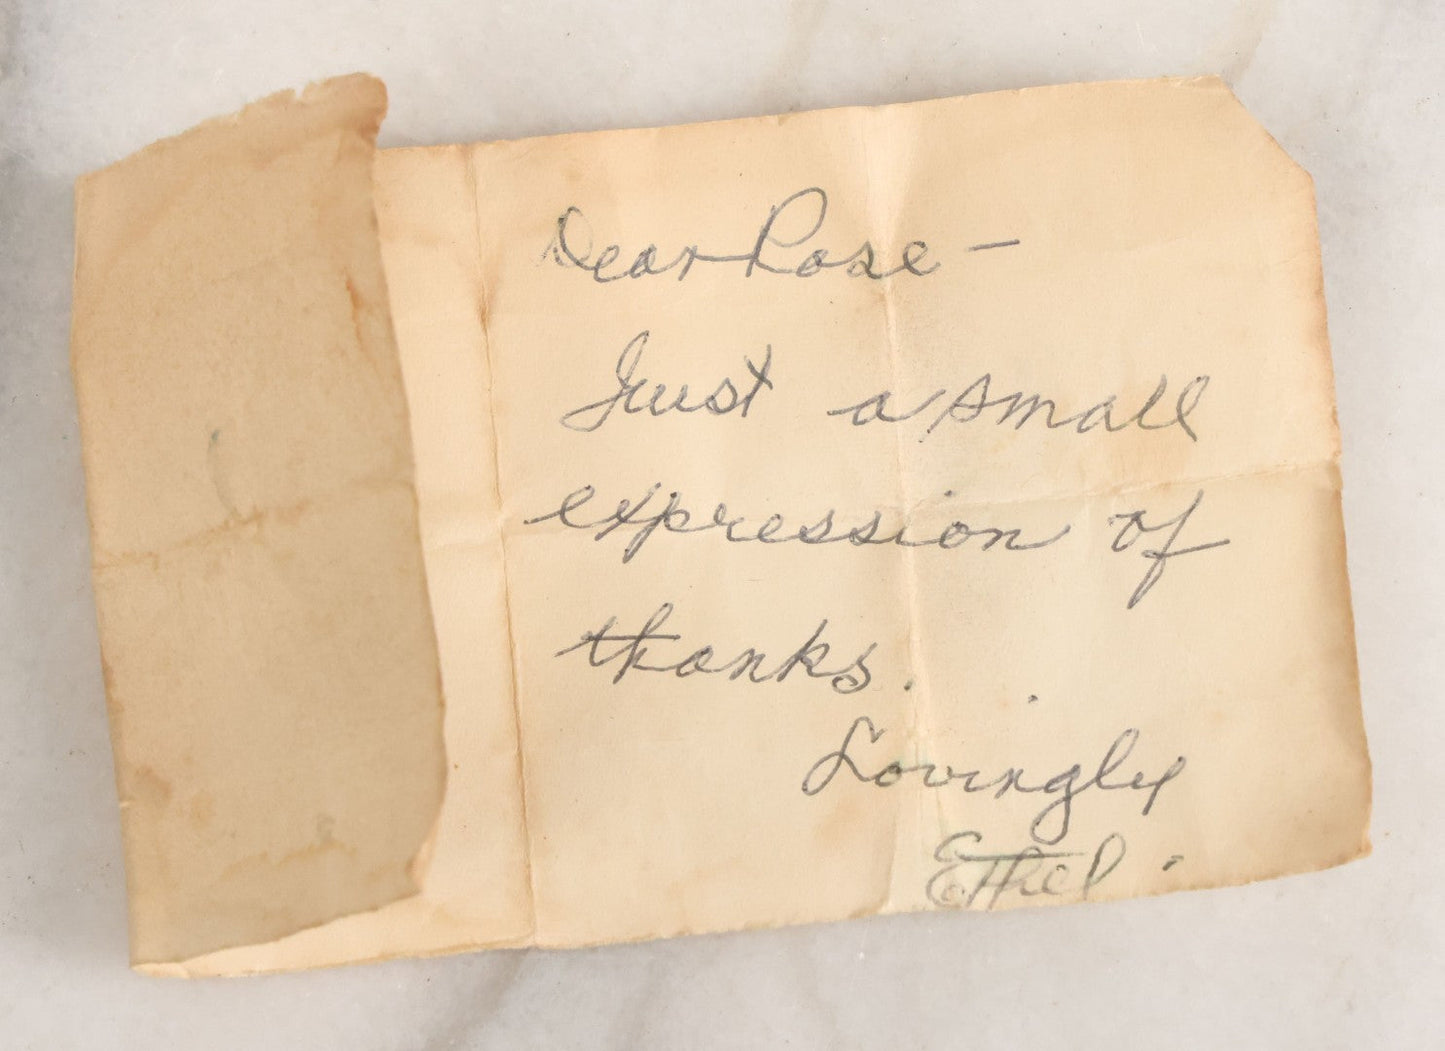 Dear Rose —
Just a small
expression of
thanks.
Lovingly
Ethel.